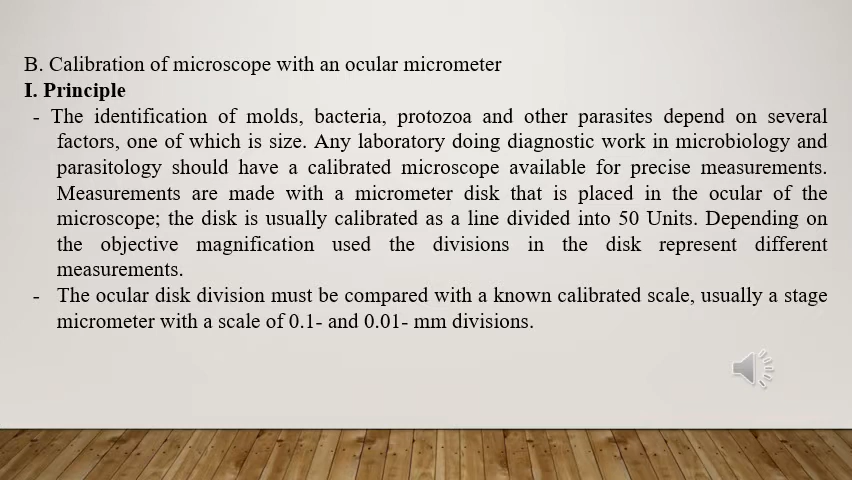 B. Calibration of microscope with an ocular micrometer
I. Principle
- The identification of molds, bacteria, protozoa and other parasites depend on several
factors, one of which is size. Any laboratory doing diagnostic work in microbiology and
parasitology should have a calibrated microscope available for precise measurements.
Measurements are made with a micrometer disk that is placed in the ocular of the
microscope; the disk is usually calibrated as a line divided into 50 Units. Depending on
the objective magnification used the divisions in the disk represent different
measurements.
- The ocular disk division must be compared with a known calibrated scale, usually a stage
micrometer with a scale of 0.1- and 0.01- mm divisions.